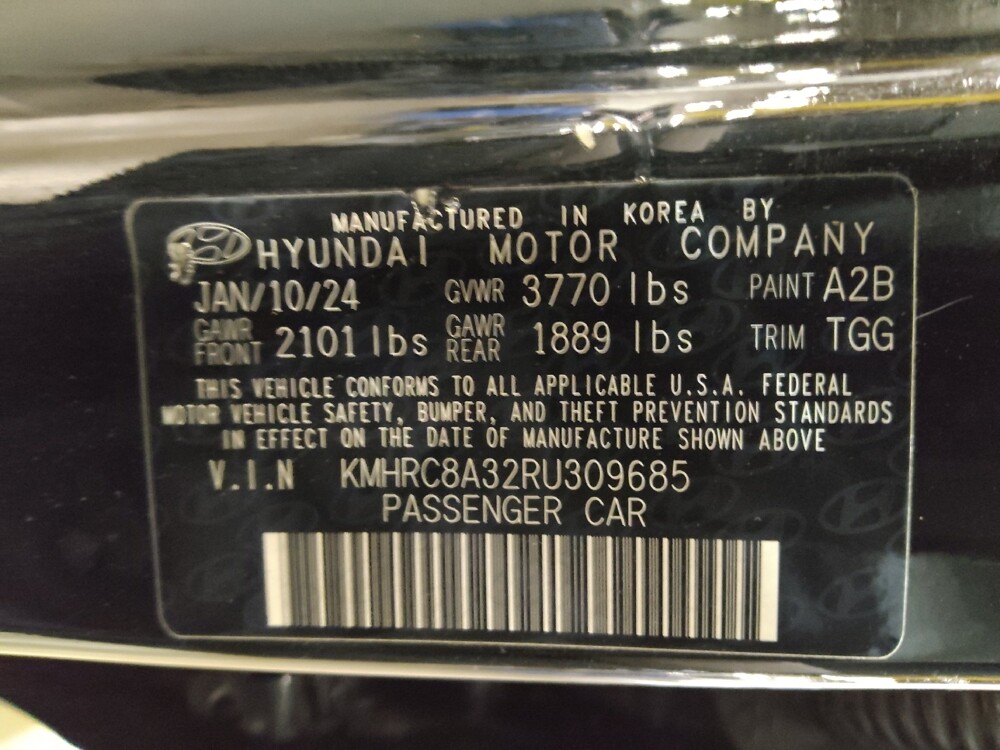 MANUFACTURED IN KOREA BY
HYUNDAI MOTOR COMPANY
JAN/10/24 GVWR 3770 lbs PAINT A2B
GAWR FRONT 2101 lbs GAWR REAR 1889 lbs TRIM TGG
THIS VEHICLE CONFORMS TO ALL APPLICABLE U.S.A. FEDERAL
MOTOR VEHICLE SAFETY, BUMPER, AND THEFT PREVENTION STANDARDS
IN EFFECT ON THE DATE OF MANUFACTURE SHOWN ABOVE
V.I.N KMHRC8A32RU309685
PASSENGER CAR